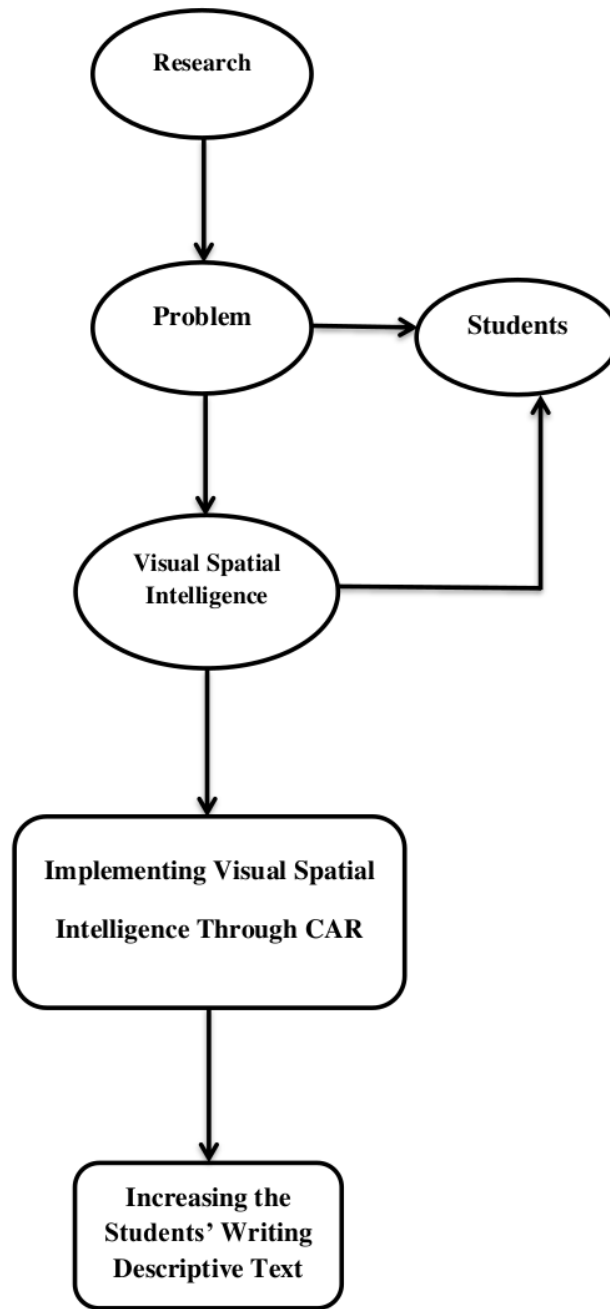 Research
Problem
Students
Visual Spatial
Intelligence
Implementing Visual Spatial
Intelligence Through CAR
Increasing the
Students’ Writing
Descriptive Text